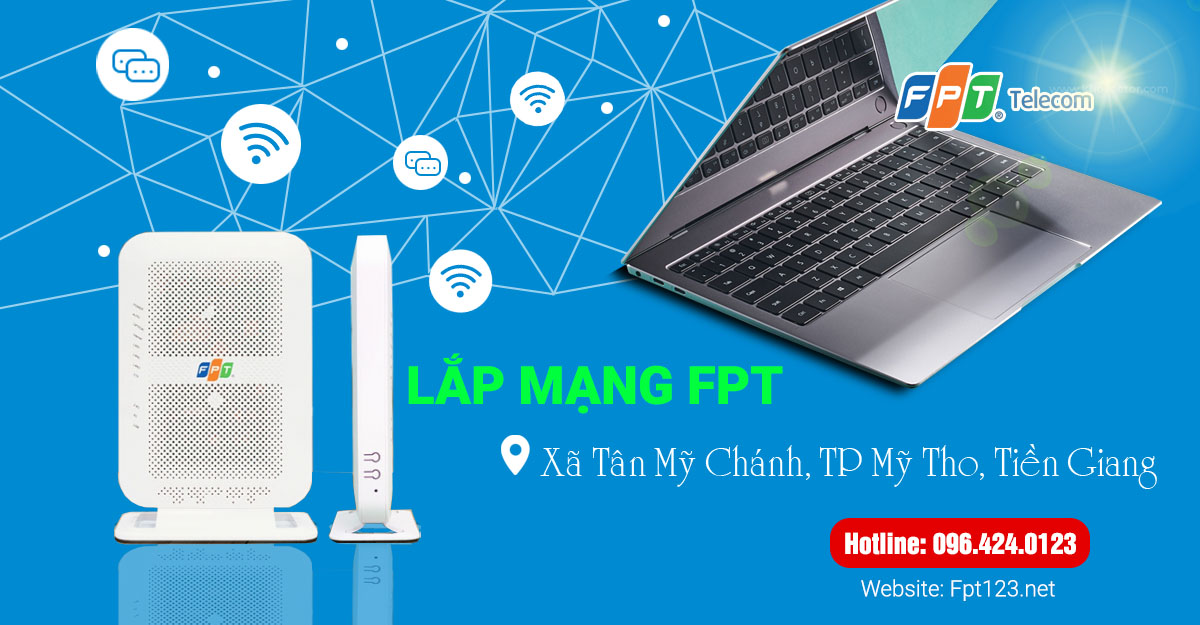 FPT Telecom
FPT
LẮP MẠNG FPT
Xã Tân Mỹ Chánh, TP Mỹ Tho, Tiền Giang
Hotline: 096.424.0123
Website: Fpt123.net